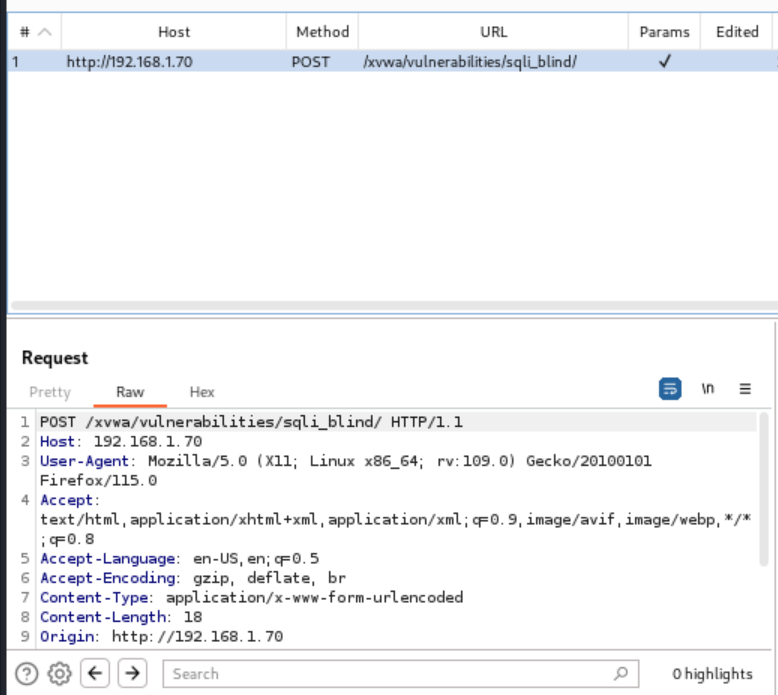 # Host Method URL Params Edited
1 http://192.168.1.70 POST /xvwa/vulnerabilities/sqli_blind/ ✓
Request
Pretty Raw Hex \n
1 POST /xvwa/vulnerabilities/sqli_blind/ HTTP/1.1
2 Host: 192.168.1.70
3 User-Agent: Mozilla/5.0 (X11; Linux x86_64; rv:109.0) Gecko/20100101
Firefox/115.0
4 Accept:
text/html,application/xhtml+xml,application/xml;q=0.9,image/avif,image/webp,*/*
;q=0.8
5 Accept-Language: en-US,en;q=0.5
6 Accept-Encoding: gzip, deflate, br
7 Content-Type: application/x-www-form-urlencoded
8 Content-Length: 18
9 Origin: http://192.168.1.70
Search 0 highlights